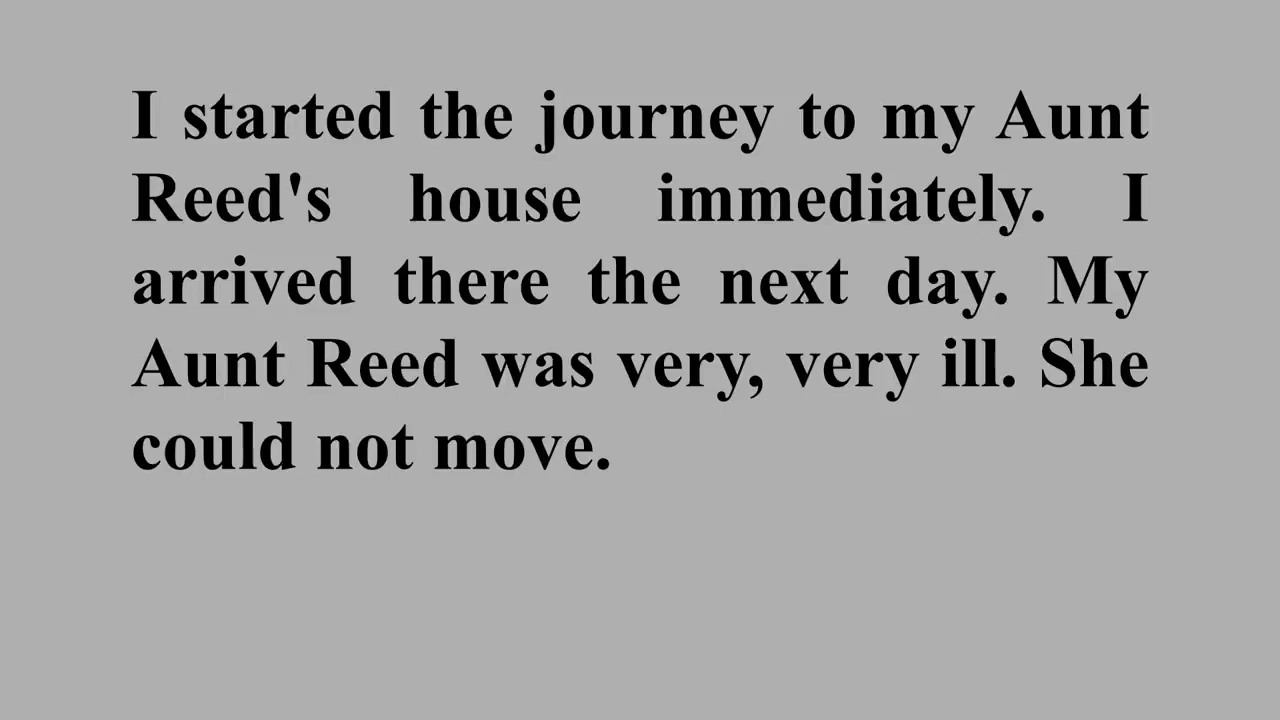 I started the journey to my Aunt
Reed's house immediately. I
arrived there the next day. My
Aunt Reed was very, very ill. She
could not move.